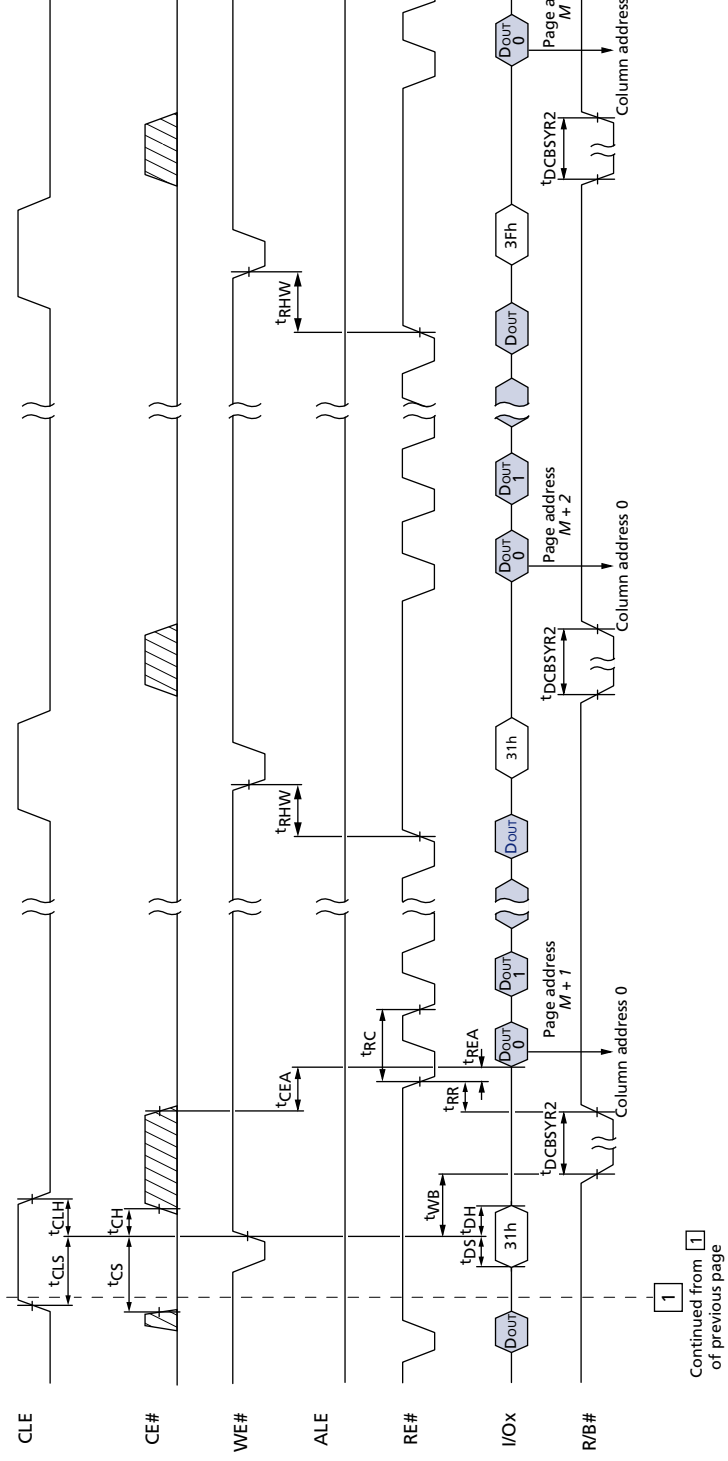 CLE
tCLS
tCLH
CE#
tCS
tCH
WE#
tCEA
tRHW
tRHW
ALE
RE#
tRC
tWB
tRR
tREA
tDS
tDH
I/Ox
DOUT
31h
DOUT
0
DOUT
1
DOUT
31h
DOUT
0
DOUT
1
DOUT
3Fh
DOUT
0
Page address
M + 1
Page address
M + 2
Page a
M
R/B#
tDCBSYR2
tDCBSYR2
tDCBSYR2
Column address 0
Column address 0
Column address
1
Continued from 1
of previous page